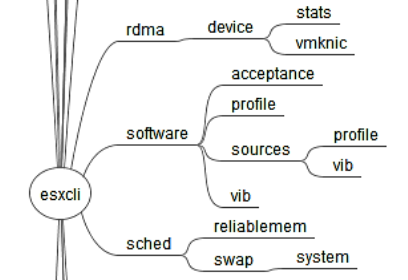 stats
rdma device
vmknic
acceptance
profile
software
sources profile
vib
esxcli
vib
reliablemem
sched
swap system